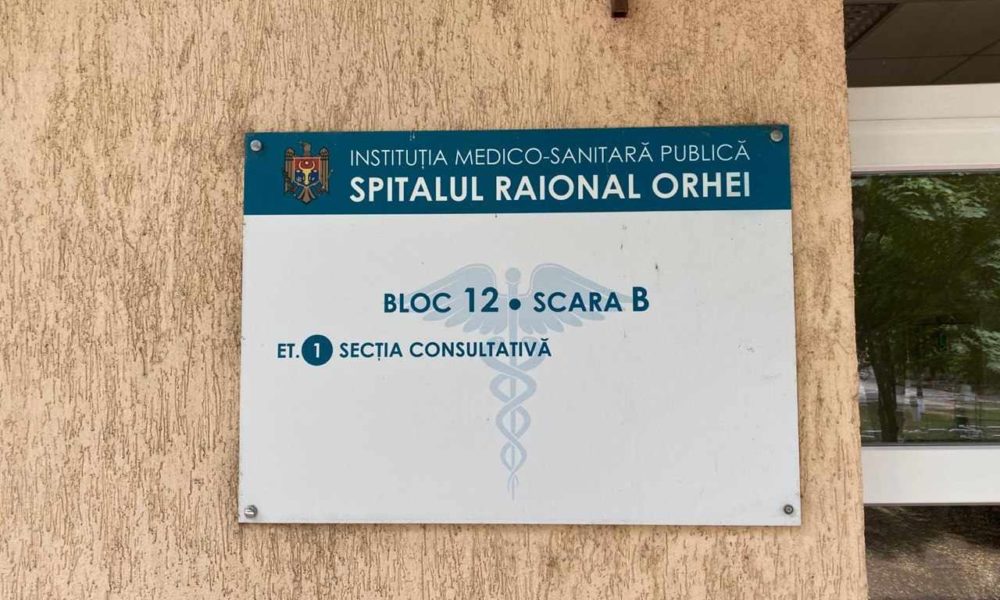 INSTITUȚIA MEDICO-SANITARĂ PUBLICĂ
SPITALUL RAIONAL ORHEI
BLOC 12 • SCARA B
ET. 1 SECȚIA CONSULTATIVĂ